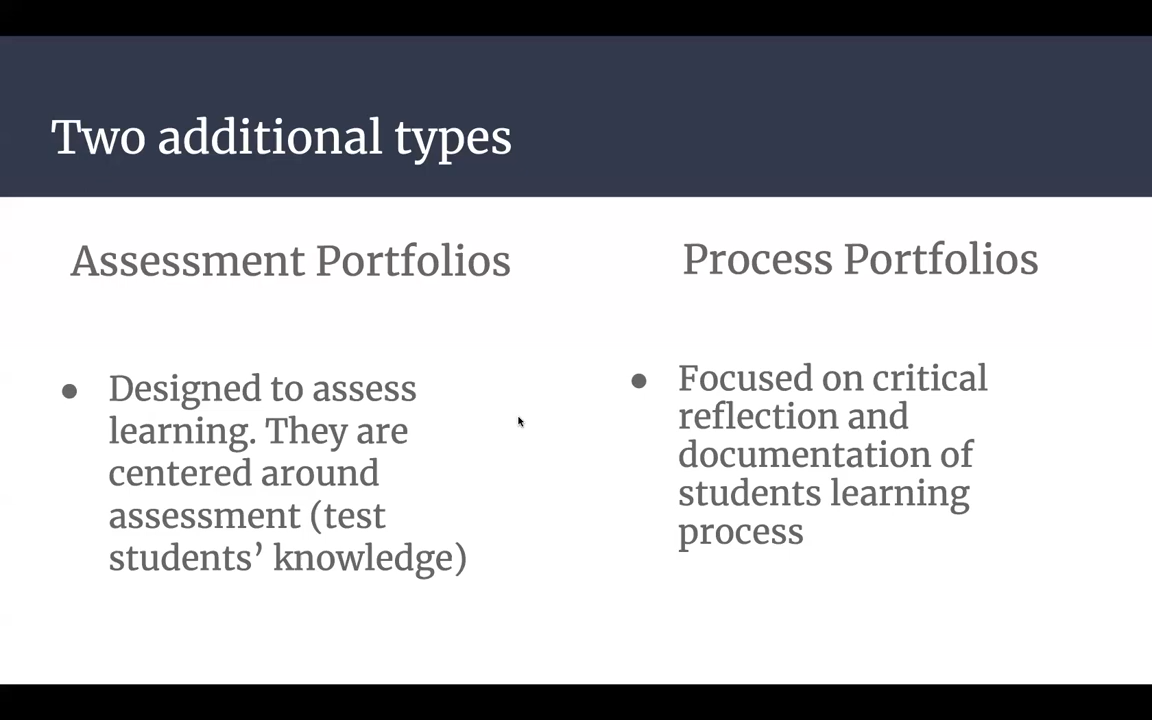 Two additional types
Assessment Portfolios
● Designed to assess
learning. They are
centered around
assessment (test
students’ knowledge)
Process Portfolios
● Focused on critical
reflection and
documentation of
students learning
process